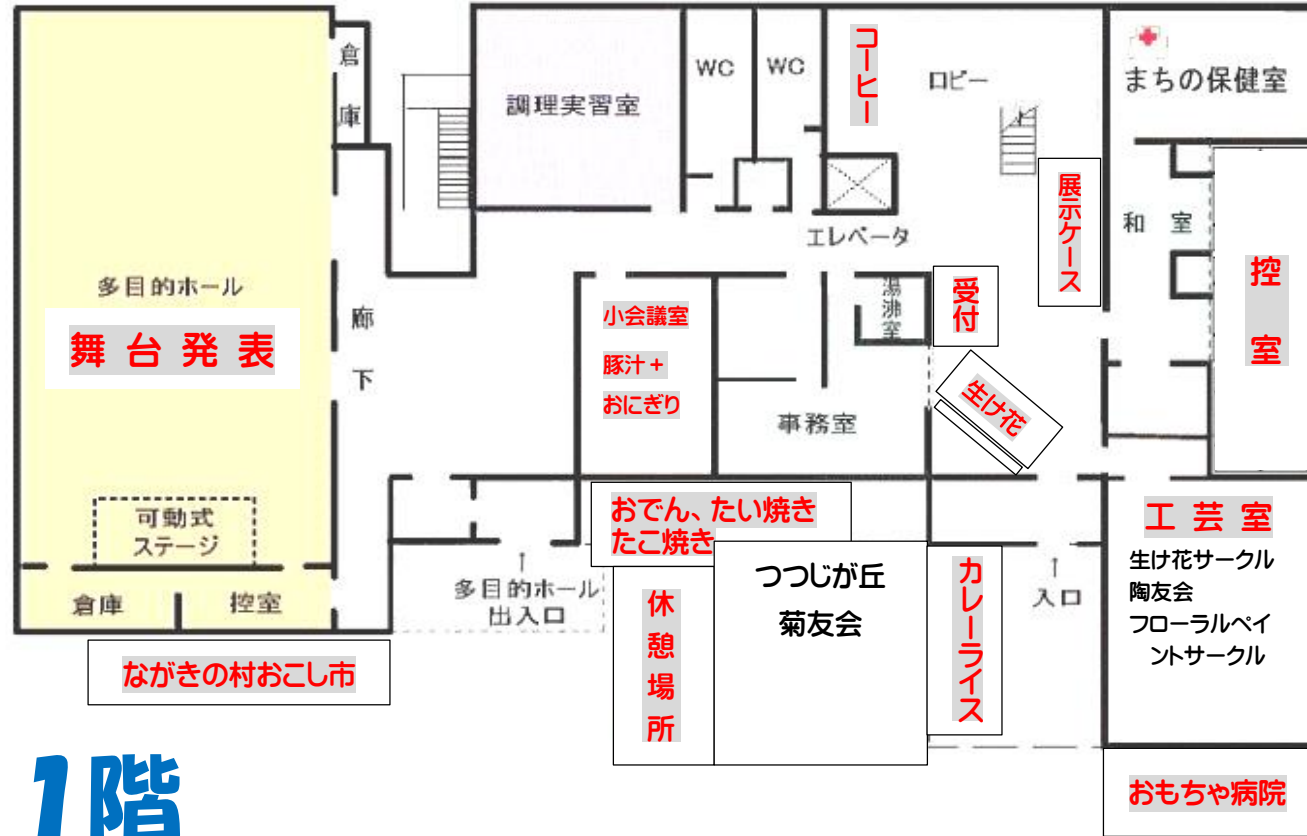 倉庫
調理実習室
WC
WC
コーヒー
ロビー
まちの保健室
展示ケース
和室
控室
エレベータ
多目的ホール
舞台発表
廊下
小会議室
豚汁+
おにぎり
湯沸室
受付
生け花
事務室
可動式
ステージ
倉庫
控室
↑
多目的ホール
出入口
おでん、たい焼き
たこ焼き
休憩場所
つつじが丘
菊友会
カレーライス
↑
入口
工芸室
生け花サークル
陶友会
フローラルペイ
ントサークル
ながきの村おこし市
おもちゃ病院
1階